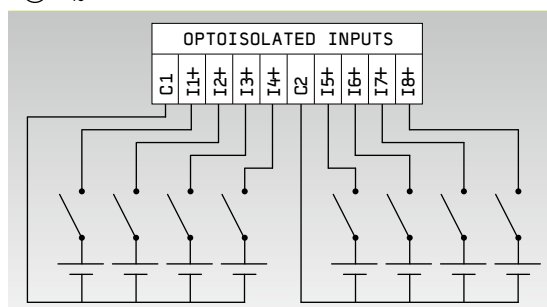 OPTOISOLATED INPUTS
C1 I1+ I2+ I3+ I4+ C2 I5+ I6+ I7+ I8+